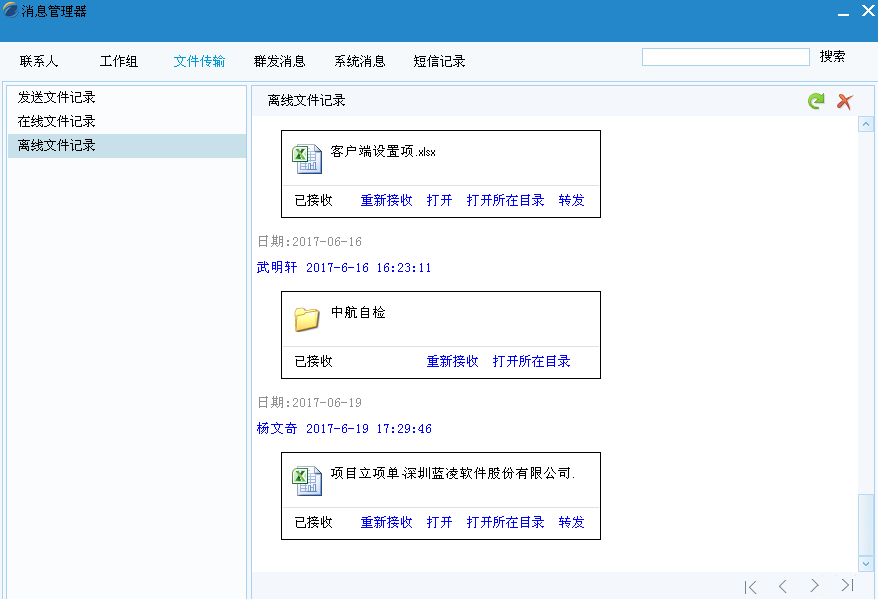 消息管理器
联系人 工作组 文件传输 群发消息 系统消息 短信记录 搜索
发送文件记录
在线文件记录
离线文件记录
离线文件记录
客户端设置项.xlsx
已接收 重新接收 打开 打开所在目录 转发
日期:2017-06-16
武明轩 2017-6-16 16:23:11
中航自检
已接收 重新接收 打开所在目录
日期:2017-06-19
杨文奇 2017-6-19 17:29:46
项目立项单-深圳蓝凌软件股份有限公司.
已接收 重新接收 打开 打开所在目录 转发